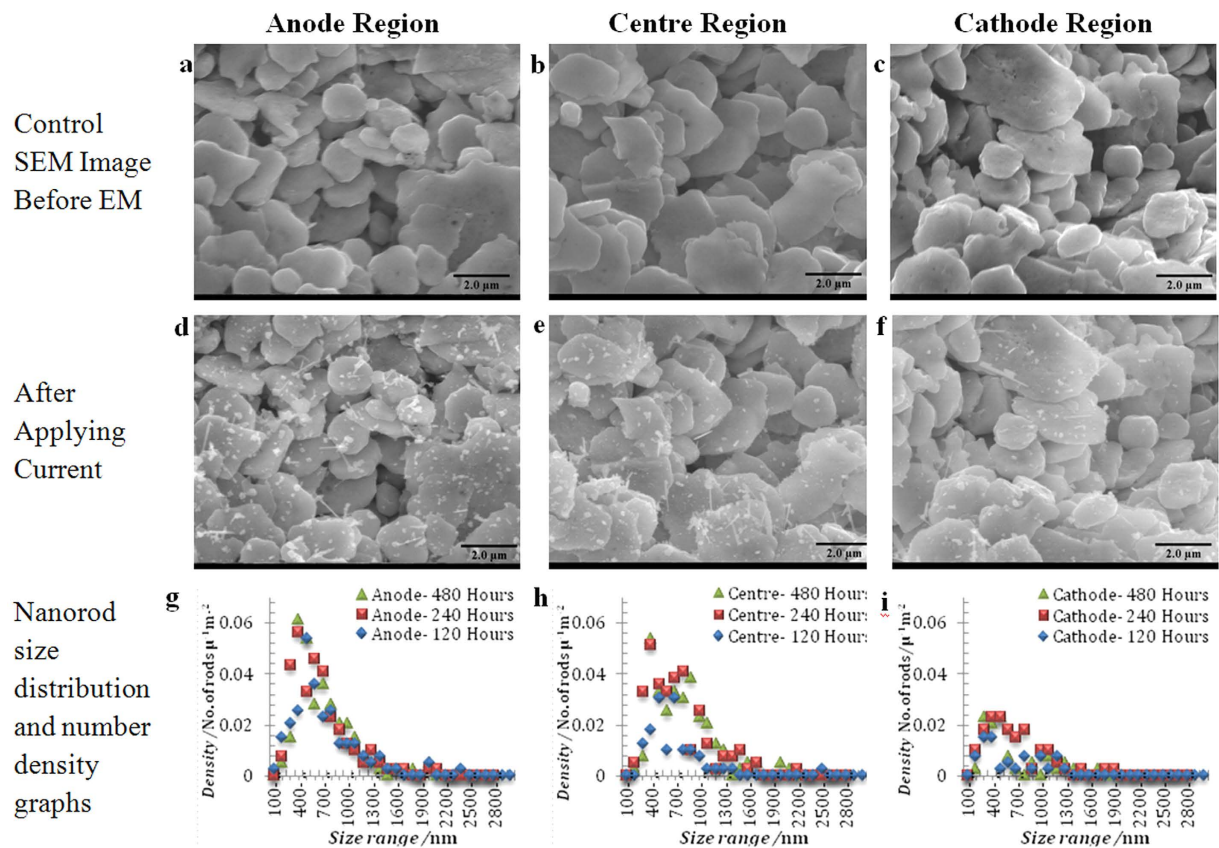 Anode Region
Centre Region
Cathode Region
Control
SEM Image
Before EM
a
2.0 µm
b
2.0 µm
c
2.0 µm
After
Applying
Current
d
2.0 µm
e
2.0 µm
f
2.0 µm
Nanorod
size
distribution
and number
density
graphs
g
Anode- 480 Hours
Anode- 240 Hours
Anode- 120 Hours
Density / No. of rods µ⁻¹m⁻²
0.06
0.04
0.02
0
100
400
700
1000
1300
1600
1900
2200
2500
2800
Size range /nm
h
Centre- 480 Hours
Centre- 240 Hours
Centre- 120 Hours
Density / No. of rods µ⁻¹m⁻²
0.06
0.04
0.02
0
100
400
700
1000
1300
1600
1900
2200
2500
2800
Size range /nm
i
Cathode- 480 Hours
Cathode- 240 Hours
Cathode- 120 Hours
Density / No. of rods / µ⁻¹m⁻²
0.06
0.04
0.02
0
100
400
700
1000
1300
1600
1900
2200
2500
2800
Size range /nm